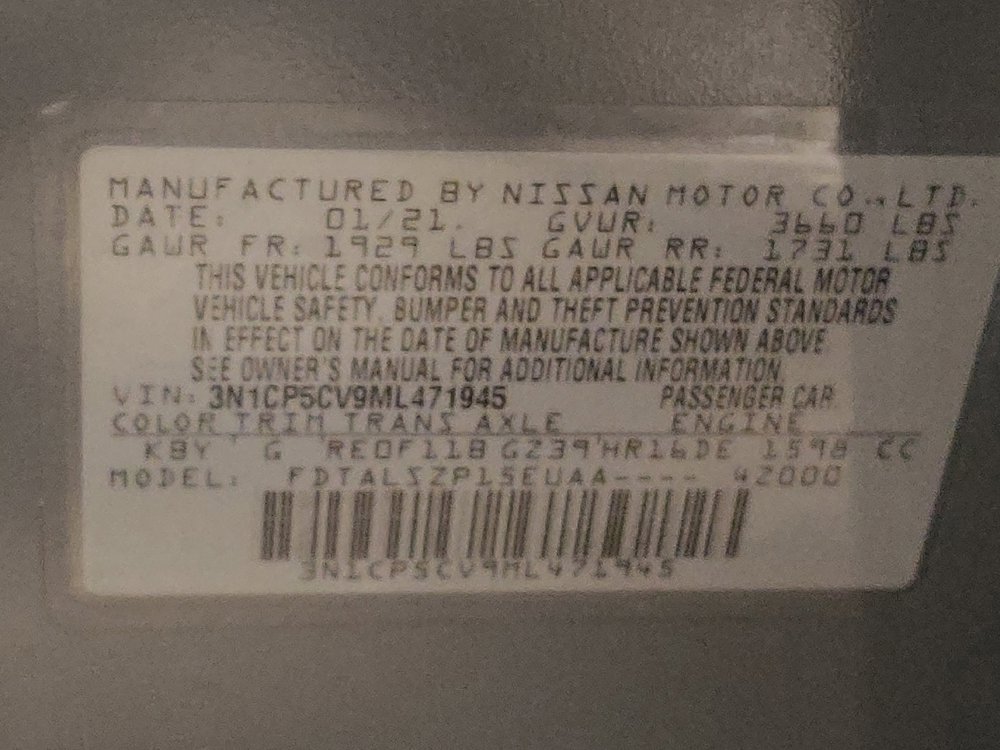 MANUFACTURED BY NISSAN MOTOR CO., LTD.
DATE: 01/21. GVWR: 3660 LBS
GAWR FR: 1929 LBS GAWR RR: 1731 LBS
THIS VEHICLE CONFORMS TO ALL APPLICABLE FEDERAL MOTOR
VEHICLE SAFETY, BUMPER AND THEFT PREVENTION STANDARDS
IN EFFECT ON THE DATE OF MANUFACTURE SHOWN ABOVE
SEE OWNER'S MANUAL FOR ADDITIONAL INFORMATION
VIN: 3N1CP5CV9ML471945 PASSENGER CAR
COLOR TRIM TRANS AXLE ENGINE
KBY G RE0F11B GZ39 HR16DE 1598 CC
MODEL: FDTALSZP15EUAA---- 42000
3N1CP5CV9ML471945